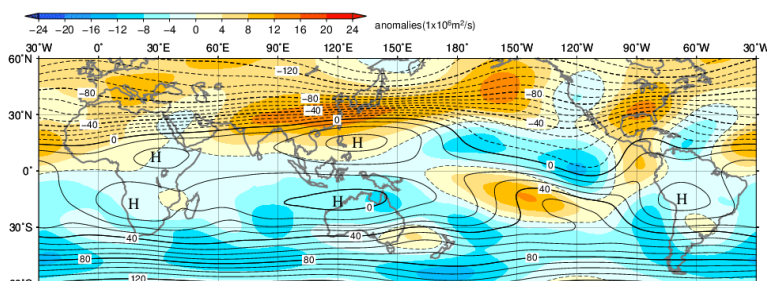 −24 −20 −16 −12 −8 −4 0 4 8 12 16 20 24 anomalies(1x10⁶m²/s)
30°W 0° 30°E 60°E 90°E 120°E 150°E 180° 150°W 120°W 90°W 60°W 30°W
60°N
−120
−80 −80 −80
30°N −40
−40 −40
0 0
H H
0° 0
40
H H H
0
30°S
40 40
80 80
120